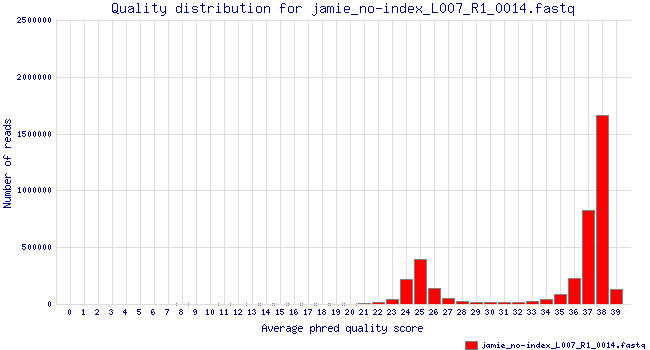 Quality distribution for jamie_no-index_L007_R1_0014.fastq
2500000
2000000
1500000
1000000
500000
0
Number of reads
0 1 2 3 4 5 6 7 8 9 10 11 12 13 14 15 16 17 18 19 20 21 22 23 24 25 26 27 28 29 30 31 32 33 34 35 36 37 38 39
Average phred quality score
jamie_no-index_L007_R1_0014.fastq